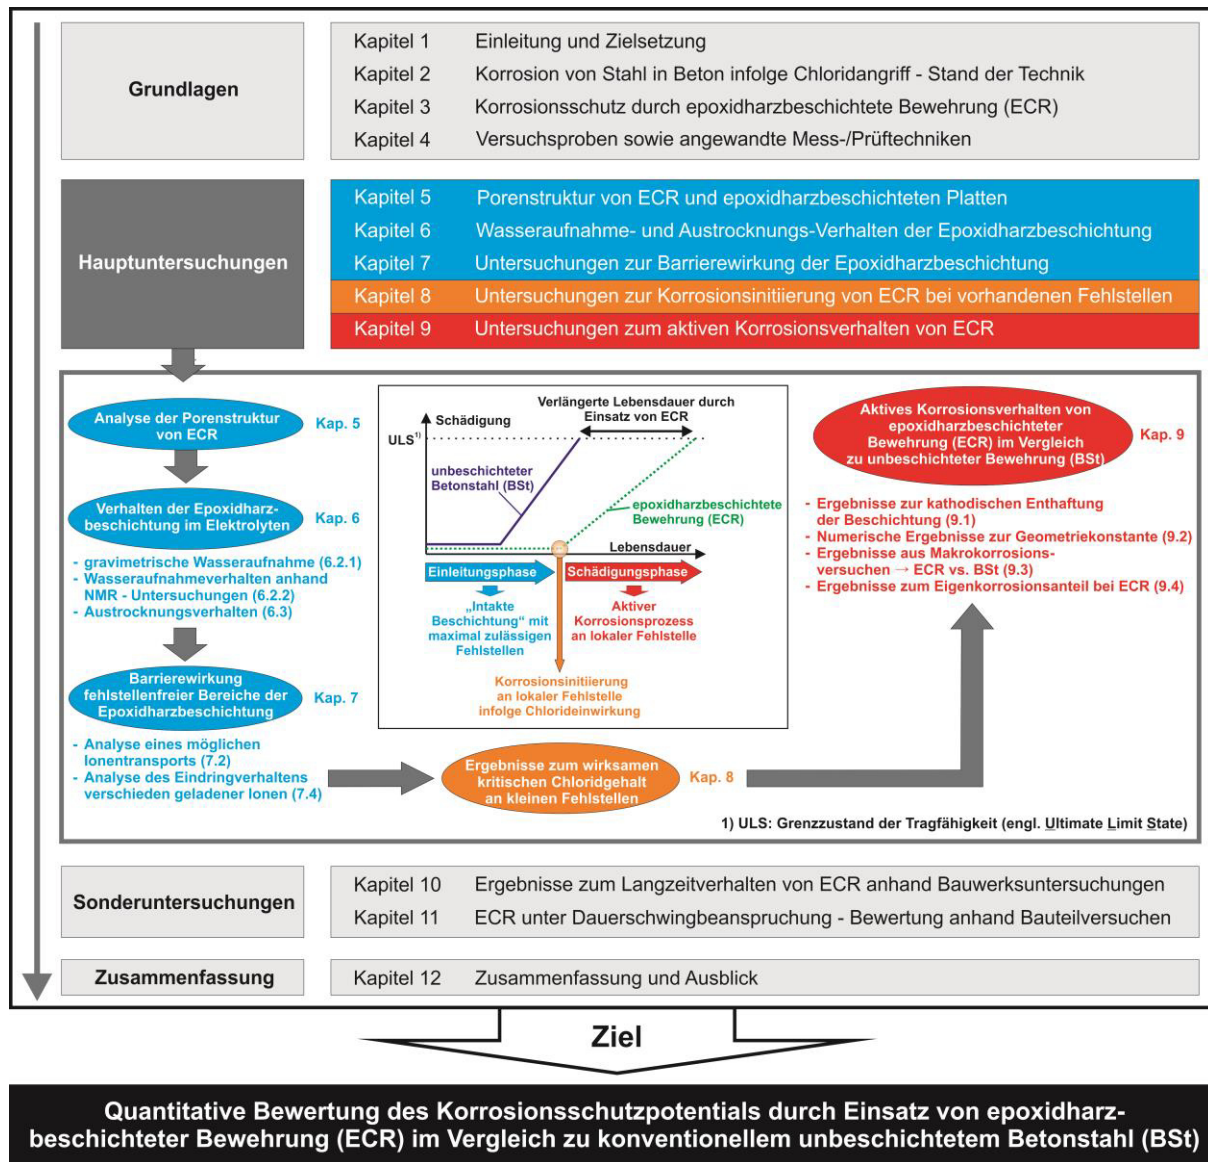 Grundlagen
Kapitel 1 Einleitung und Zielsetzung
Kapitel 2 Korrosion von Stahl in Beton infolge Chloridangriff - Stand der Technik
Kapitel 3 Korrosionsschutz durch epoxidharzbeschichtete Bewehrung (ECR)
Kapitel 4 Versuchsproben sowie angewandte Mess-/Prüftechniken
Hauptuntersuchungen
Kapitel 5 Porenstruktur von ECR und epoxidharzbeschichteten Platten
Kapitel 6 Wasseraufnahme- und Austrocknungs-Verhalten der Epoxidharzbeschichtung
Kapitel 7 Untersuchungen zur Barrierewirkung der Epoxidharzbeschichtung
Kapitel 8 Untersuchungen zur Korrosionsinitiierung von ECR bei vorhandenen Fehlstellen
Kapitel 9 Untersuchungen zum aktiven Korrosionsverhalten von ECR
Analyse der Porenstruktur
von ECR
Kap. 5
Verhalten der Epoxidharz-
beschichtung im Elektrolyten
Kap. 6
- gravimetrische Wasseraufnahme (6.2.1)
- Wasseraufnahmeverhalten anhand
NMR - Untersuchungen (6.2.2)
- Austrocknungsverhalten (6.3)
Barrierewirkung
fehlstellenfreier Bereiche der
Epoxidharzbeschichtung
Kap. 7
- Analyse eines möglichen
Ionentransports (7.2)
- Analyse des Eindringverhaltens
verschieden geladener Ionen (7.4)
Schädigung
Verlängerte Lebensdauer durch
Einsatz von ECR
ULS1)
unbeschichteter
Betonstahl (BSt)
epoxidharzbeschichtete
Bewehrung (ECR)
Lebensdauer
Einleitungsphase
Schädigungsphase
„Intakte
Beschichtung“ mit
maximal zulässigen
Fehlstellen
Aktiver
Korrosionsprozess
an lokaler Fehlstelle
Korrosionsinitiierung
an lokaler Fehlstelle
infolge Chlorideinwirkung
Ergebnisse zum wirksamen
kritischen Chloridgehalt
an kleinen Fehlstellen
Kap. 8
Aktives Korrosionsverhalten von
epoxidharzbeschichteter
Bewehrung (ECR) im Vergleich
zu unbeschichteter Bewehrung (BSt)
Kap. 9
- Ergebnisse zur kathodischen Enthaftung
der Beschichtung (9.1)
- Numerische Ergebnisse zur Geometriekonstante (9.2)
- Ergebnisse aus Makrokorrosions-
versuchen → ECR vs. BSt (9.3)
- Ergebnisse zum Eigenkorrosionsanteil bei ECR (9.4)
1) ULS: Grenzzustand der Tragfähigkeit (engl. Ultimate Limit State)
Sonderuntersuchungen
Kapitel 10 Ergebnisse zum Langzeitverhalten von ECR anhand Bauwerksuntersuchungen
Kapitel 11 ECR unter Dauerschwingbeanspruchung - Bewertung anhand Bauteilversuchen
Zusammenfassung
Kapitel 12 Zusammenfassung und Ausblick
Ziel
Quantitative Bewertung des Korrosionsschutzpotentials durch Einsatz von epoxidharz-
beschichteter Bewehrung (ECR) im Vergleich zu konventionellem unbeschichtetem Betonstahl (BSt)